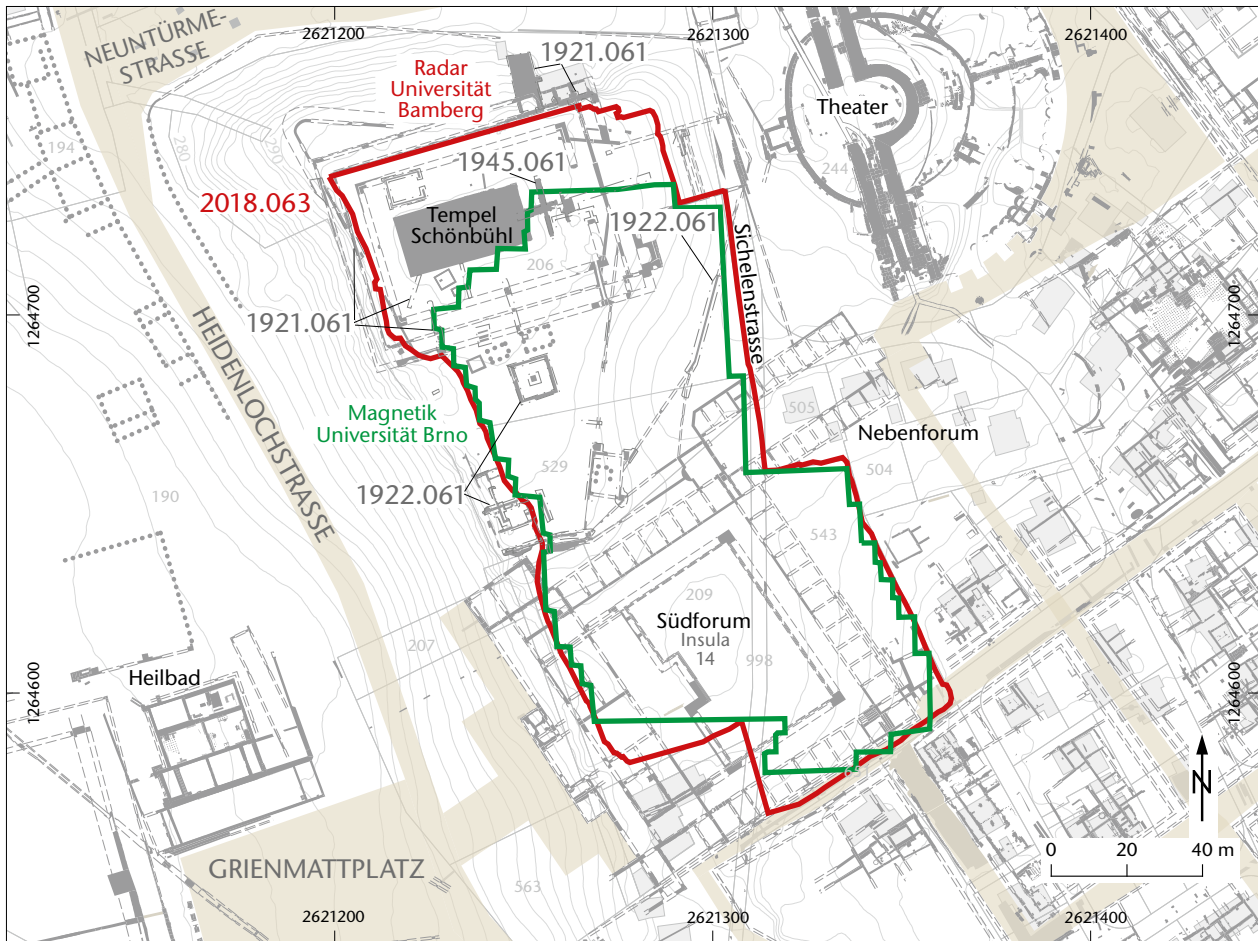 2621200
2621300
2621400
NEUNTÜRME-
STRASSE
1921.061
Radar
Universität
Bamberg
Theater
194
280
290
1945.061
244
2018.063
Tempel
Schönbühl
1922.061
206
Sichelenstrasse
1264700
1264700
1921.061
HEIDENLOCHSTRASSE
Magnetik
Universität Brno
505
Nebenforum
529
504
1922.061
190
543
209
Südforum
Insula
14
998
207
Heilbad
1264600
1264600
N
0 20 40 m
GRIENMATTPLATZ
563
2621200
2621300
2621400